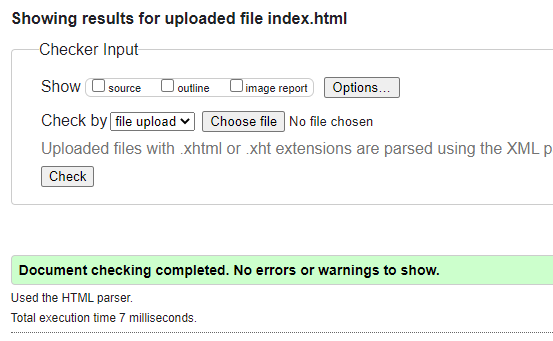 Showing results for uploaded file index.html
Checker Input
Show source outline image report Options...
Check by file upload Choose file No file chosen
Uploaded files with .xhtml or .xht extensions are parsed using the XML p
Check
Document checking completed. No errors or warnings to show.
Used the HTML parser.
Total execution time 7 milliseconds.